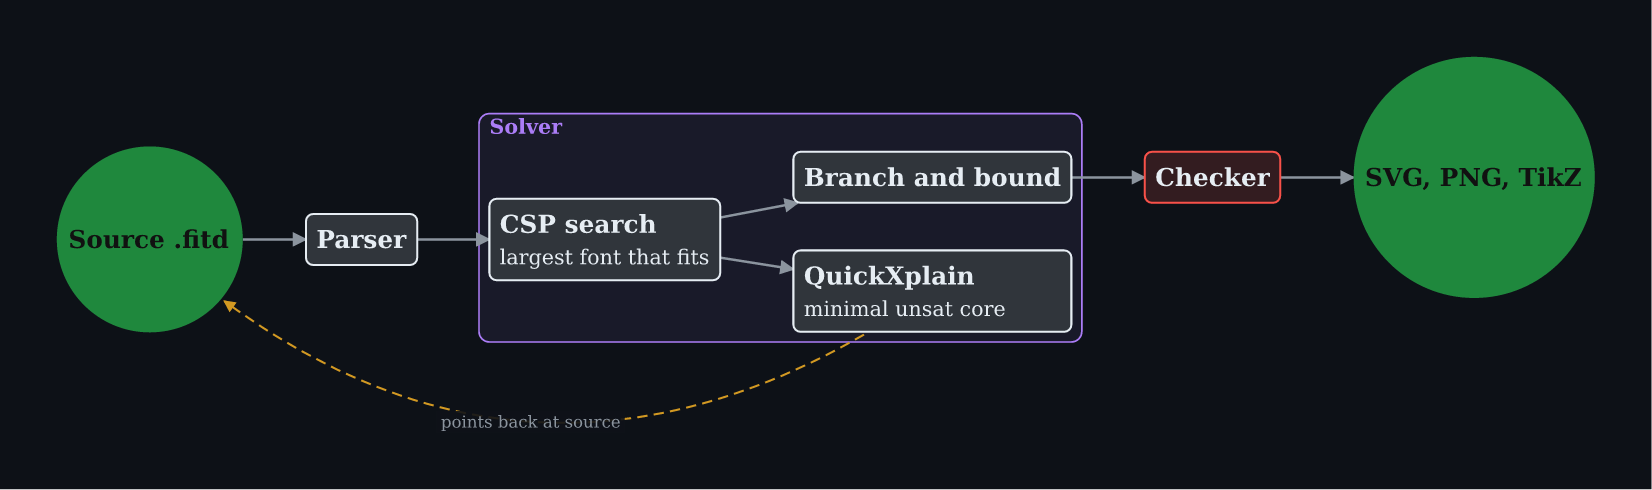 Source .fitd
Parser
Solver
CSP search
largest font that fits
Branch and bound
QuickXplain
minimal unsat core
Checker
SVG, PNG, TikZ
points back at source